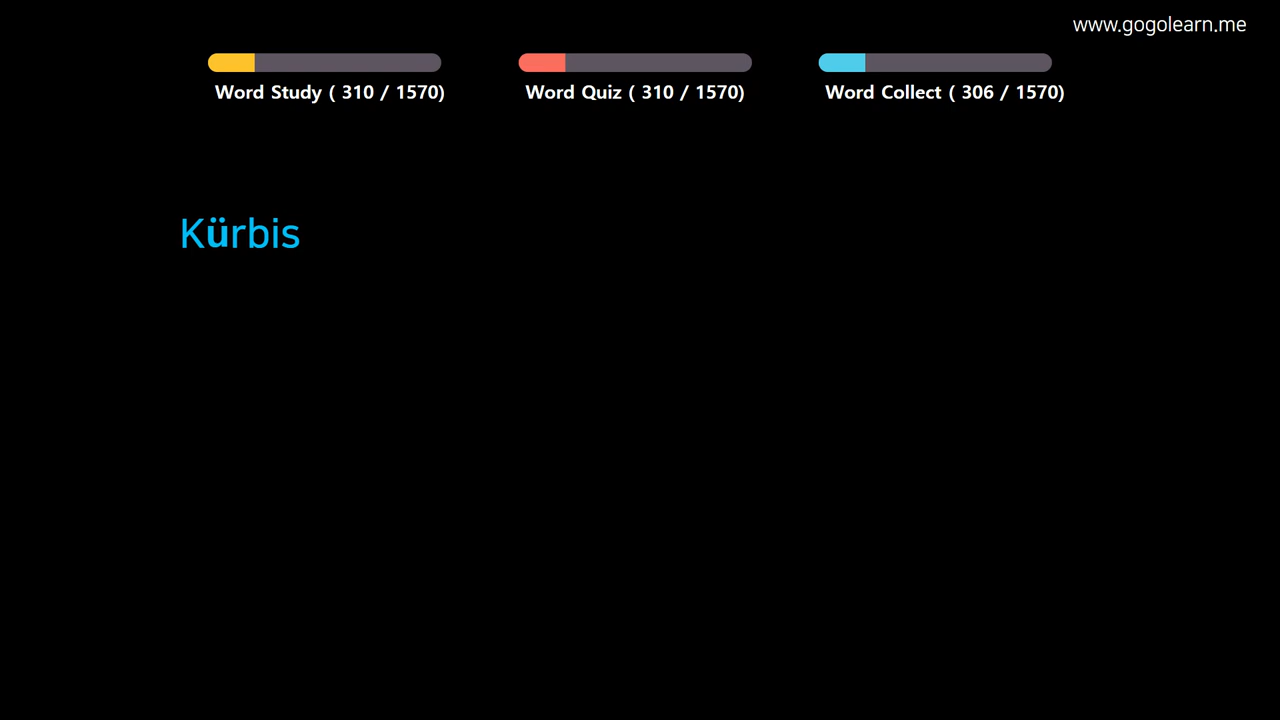 www.gogolearn.me
Word Study ( 310 / 1570)
Word Quiz ( 310 / 1570)
Word Collect ( 306 / 1570)
Kürbis